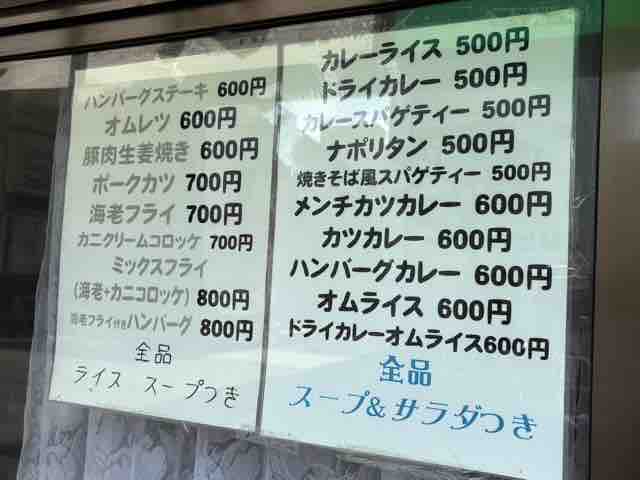 ハンバーグステーキ 600円
オムレツ 600円
豚肉生姜焼き 600円
ポークカツ 700円
海老フライ 700円
カニクリームコロッケ 700円
ミックスフライ
(海老+カニコロッケ) 800円
海老フライ付きハンバーグ 800円
全品
ライス スープつき
カレーライス 500円
ドライカレー 500円
カレースパゲティー 500円
ナポリタン 500円
焼きそば風スパゲティー 500円
メンチカツカレー 600円
カツカレー 600円
ハンバーグカレー 600円
オムライス 600円
ドライカレーオムライス600円
全品
スープ&サラダつき